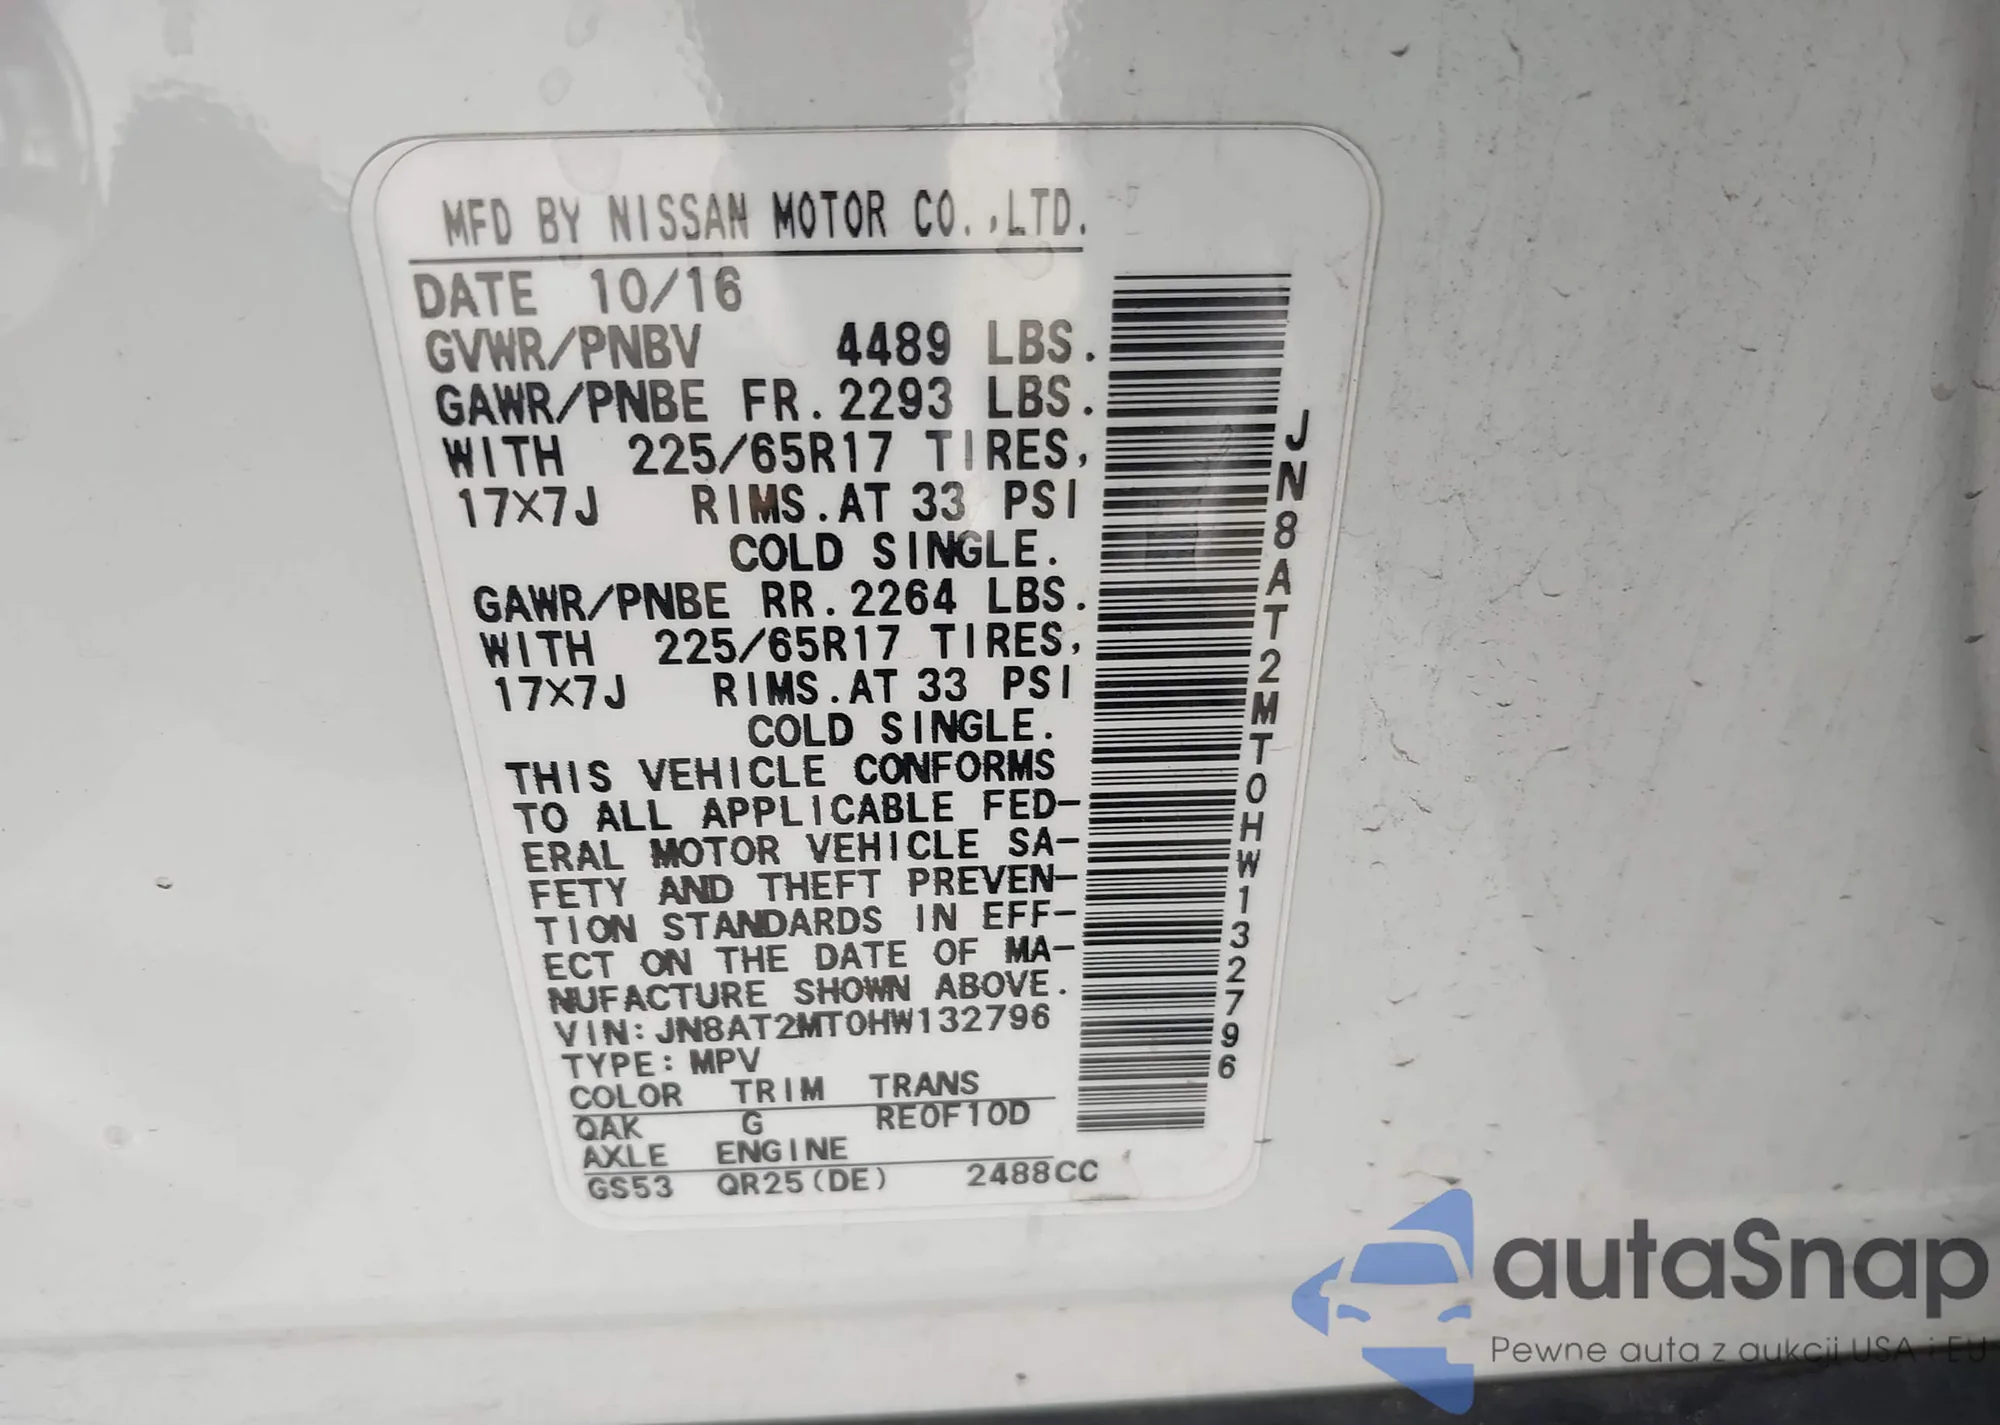 MFD BY NISSAN MOTOR CO.,LTD.
DATE 10/16
GVWR/PNBV 4489 LBS.
GAWR/PNBE FR.2293 LBS.
WITH 225/65R17 TIRES,
17X7J RIMS.AT 33 PSI
COLD SINGLE.
GAWR/PNBE RR.2264 LBS.
WITH 225/65R17 TIRES,
17X7J RIMS.AT 33 PSI
COLD SINGLE.
THIS VEHICLE CONFORMS
TO ALL APPLICABLE FED-
ERAL MOTOR VEHICLE SA-
FETY AND THEFT PREVEN-
TION STANDARDS IN EFF-
ECT ON THE DATE OF MA-
NUFACTURE SHOWN ABOVE.
VIN:JN8AT2MT0HW132796
TYPE:MPV
COLOR TRIM TRANS
QAK G RE0F10D
AXLE ENGINE
GS53 QR25(DE) 2488CC
JN8AT2MT0HW132796
autaSnap
Pewne auta z aukcji USA i EU